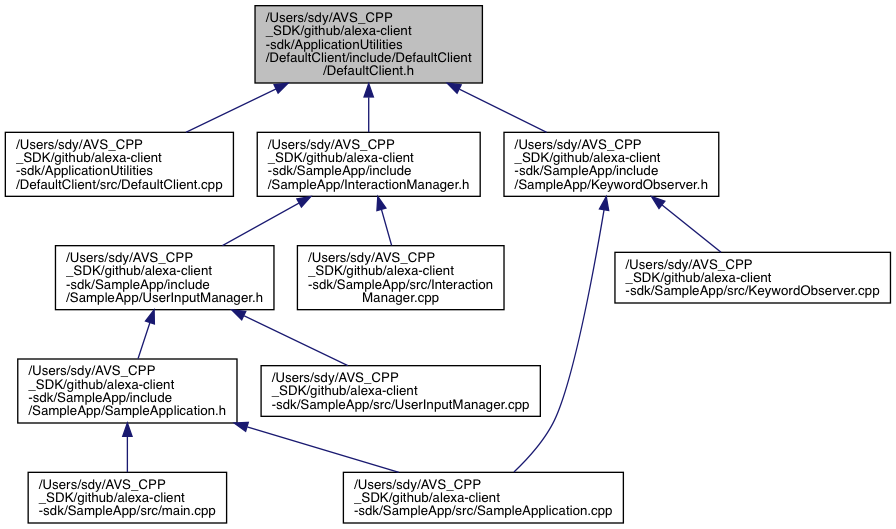 /Users/sdy/AVS_CPP
_SDK/github/alexa-client
-sdk/ApplicationUtilities
/DefaultClient/include/DefaultClient
/DefaultClient.h
/Users/sdy/AVS_CPP
_SDK/github/alexa-client
-sdk/ApplicationUtilities
/DefaultClient/src/DefaultClient.cpp
/Users/sdy/AVS_CPP
_SDK/github/alexa-client
-sdk/SampleApp/include
/SampleApp/InteractionManager.h
/Users/sdy/AVS_CPP
_SDK/github/alexa-client
-sdk/SampleApp/include
/SampleApp/KeywordObserver.h
/Users/sdy/AVS_CPP
_SDK/github/alexa-client
-sdk/SampleApp/include
/SampleApp/UserInputManager.h
/Users/sdy/AVS_CPP
_SDK/github/alexa-client
-sdk/SampleApp/src/Interaction
Manager.cpp
/Users/sdy/AVS_CPP
_SDK/github/alexa-client
-sdk/SampleApp/src/KeywordObserver.cpp
/Users/sdy/AVS_CPP
_SDK/github/alexa-client
-sdk/SampleApp/include
/SampleApp/SampleApplication.h
/Users/sdy/AVS_CPP
_SDK/github/alexa-client
-sdk/SampleApp/src/UserInputManager.cpp
/Users/sdy/AVS_CPP
_SDK/github/alexa-client
-sdk/SampleApp/src/main.cpp
/Users/sdy/AVS_CPP
_SDK/github/alexa-client
-sdk/SampleApp/src/SampleApplication.cpp